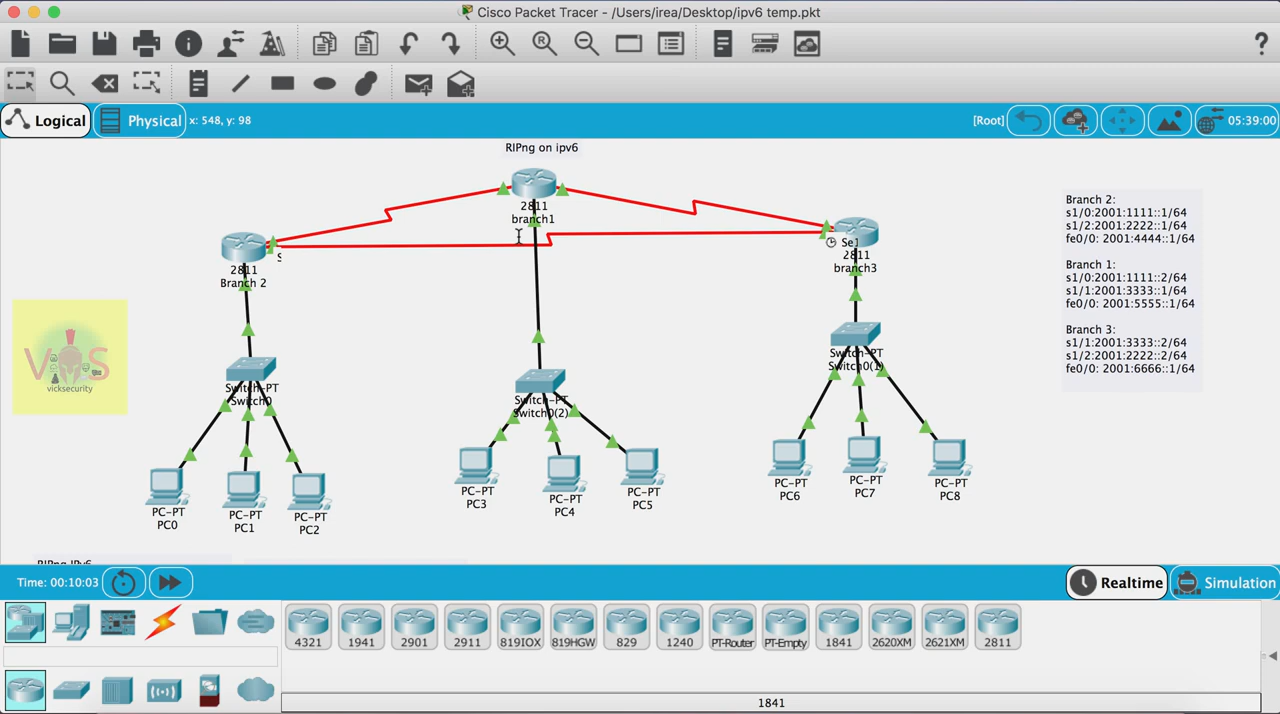 Cisco Packet Tracer - /Users/irea/Desktop/ipv6 temp.pkt
Logical
Physical
x: 548, y: 98
[Root]
05:39:00
RIPng on ipv6
2811
branch1
2811
Branch 2
S
Se1
2811
branch3
Branch 2:
s1/0:2001:1111::1/64
s1/2:2001:2222::1/64
fe0/0: 2001:4444::1/64
Branch 1:
s1/0:2001:1111::2/64
s1/1:2001:3333::1/64
fe0/0: 2001:5555::1/64
Branch 3:
s1/1:2001:3333::2/64
s1/2:2001:2222::2/64
fe0/0: 2001:6666::1/64
VS
vicksecurity
Switch-PT
Switch0
Switch-PT
Switch0(2)
Switch-PT
Switch0(1)
PC-PT
PC0
PC-PT
PC1
PC-PT
PC2
PC-PT
PC3
PC-PT
PC4
PC-PT
PC5
PC-PT
PC6
PC-PT
PC7
PC-PT
PC8
RIPng IPv6
Time: 00:10:03
Realtime
Simulation
4321
1941
2901
2911
819IOX
819HGW
829
1240
PT-Router
PT-Empty
1841
2620XM
2621XM
2811
1841